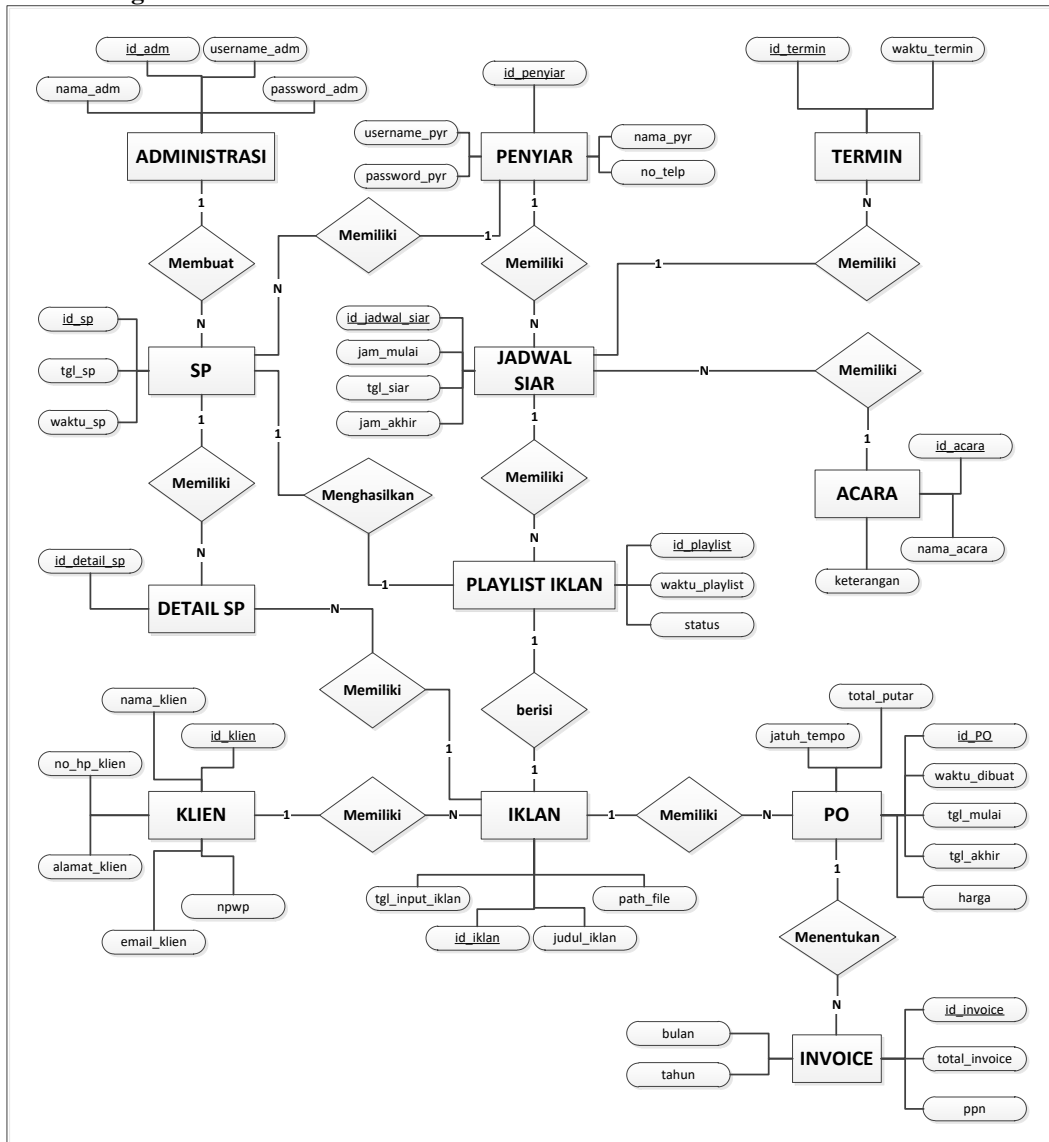 id_adm
username_adm
nama_adm
password_adm
ADMINISTRASI
id_penyiar
username_pyr
nama_pyr
password_pyr
no_telp
PENYIAR
id_termin
waktu_termin
TERMIN
1
Membuat
N
Memiliki
1
N
1
Memiliki
N
N
Memiliki
1
id_sp
tgl_sp
waktu_sp
SP
id_jadwal_siar
jam_mulai
tgl_siar
jam_akhir
JADWAL
SIAR
N
Memiliki
1
id_acara
ACARA
nama_acara
keterangan
1
Memiliki
N
1
Menghasilkan
1
1
Memiliki
N
id_detail_sp
DETAIL SP
PLAYLIST IKLAN
id_playlist
waktu_playlist
status
N
Memiliki
1
1
berisi
1
nama_klien
id_klien
no_hp_klien
KLIEN
alamat_klien
npwp
email_klien
1
Memiliki
N
IKLAN
tgl_input_iklan
path_file
id_iklan
judul_iklan
1
Memiliki
N
total_putar
jatuh_tempo
id_PO
waktu_dibuat
PO
tgl_mulai
tgl_akhir
harga
1
Menentukan
N
bulan
tahun
INVOICE
id_invoice
total_invoice
ppn